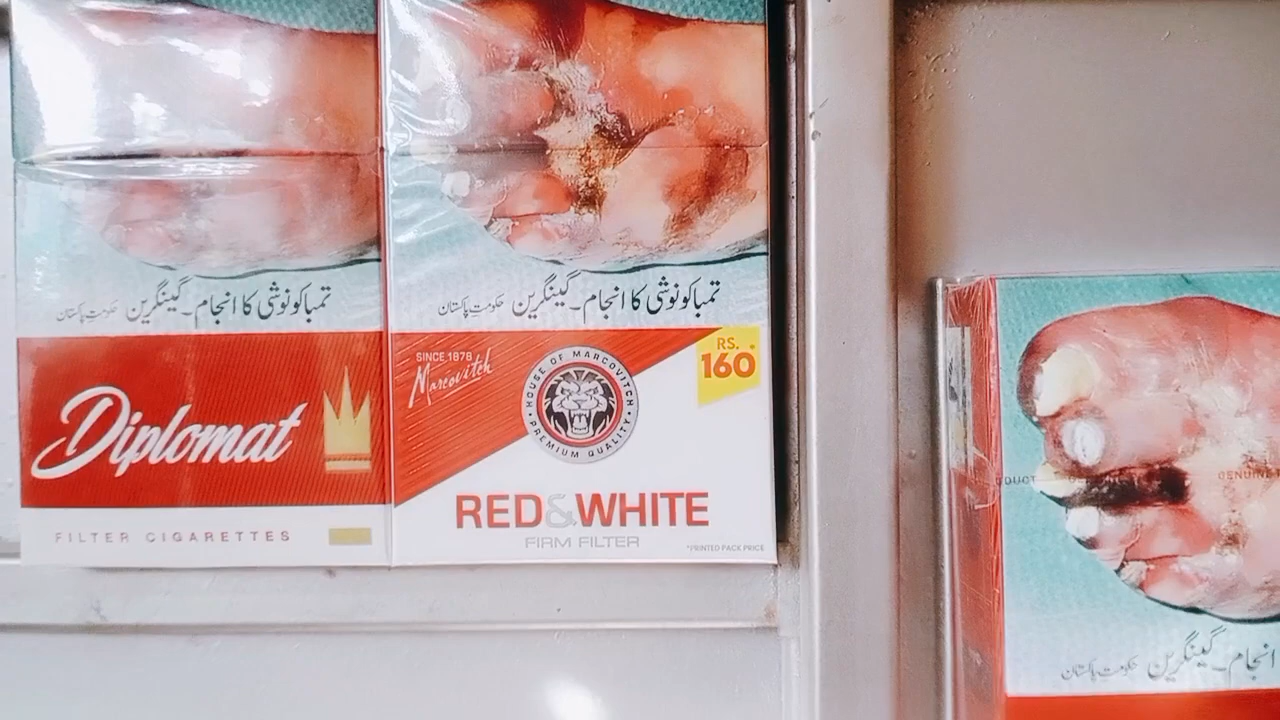 تمباکو نوشی کا انجام۔ گینگرین حکومتِ پاکستان
Diplomat
FILTER CIGARETTES
تمباکو نوشی کا انجام۔ گینگرین حکومتِ پاکستان
SINCE 1878
Marcovitch
HOUSE OF MARCOVITCH
PREMIUM QUALITY
RS.
160*
RED & WHITE
FIRM FILTER
*PRINTED PACK PRICE
GENUINE
انجام۔ گینگرین حکومتِ پاکستان